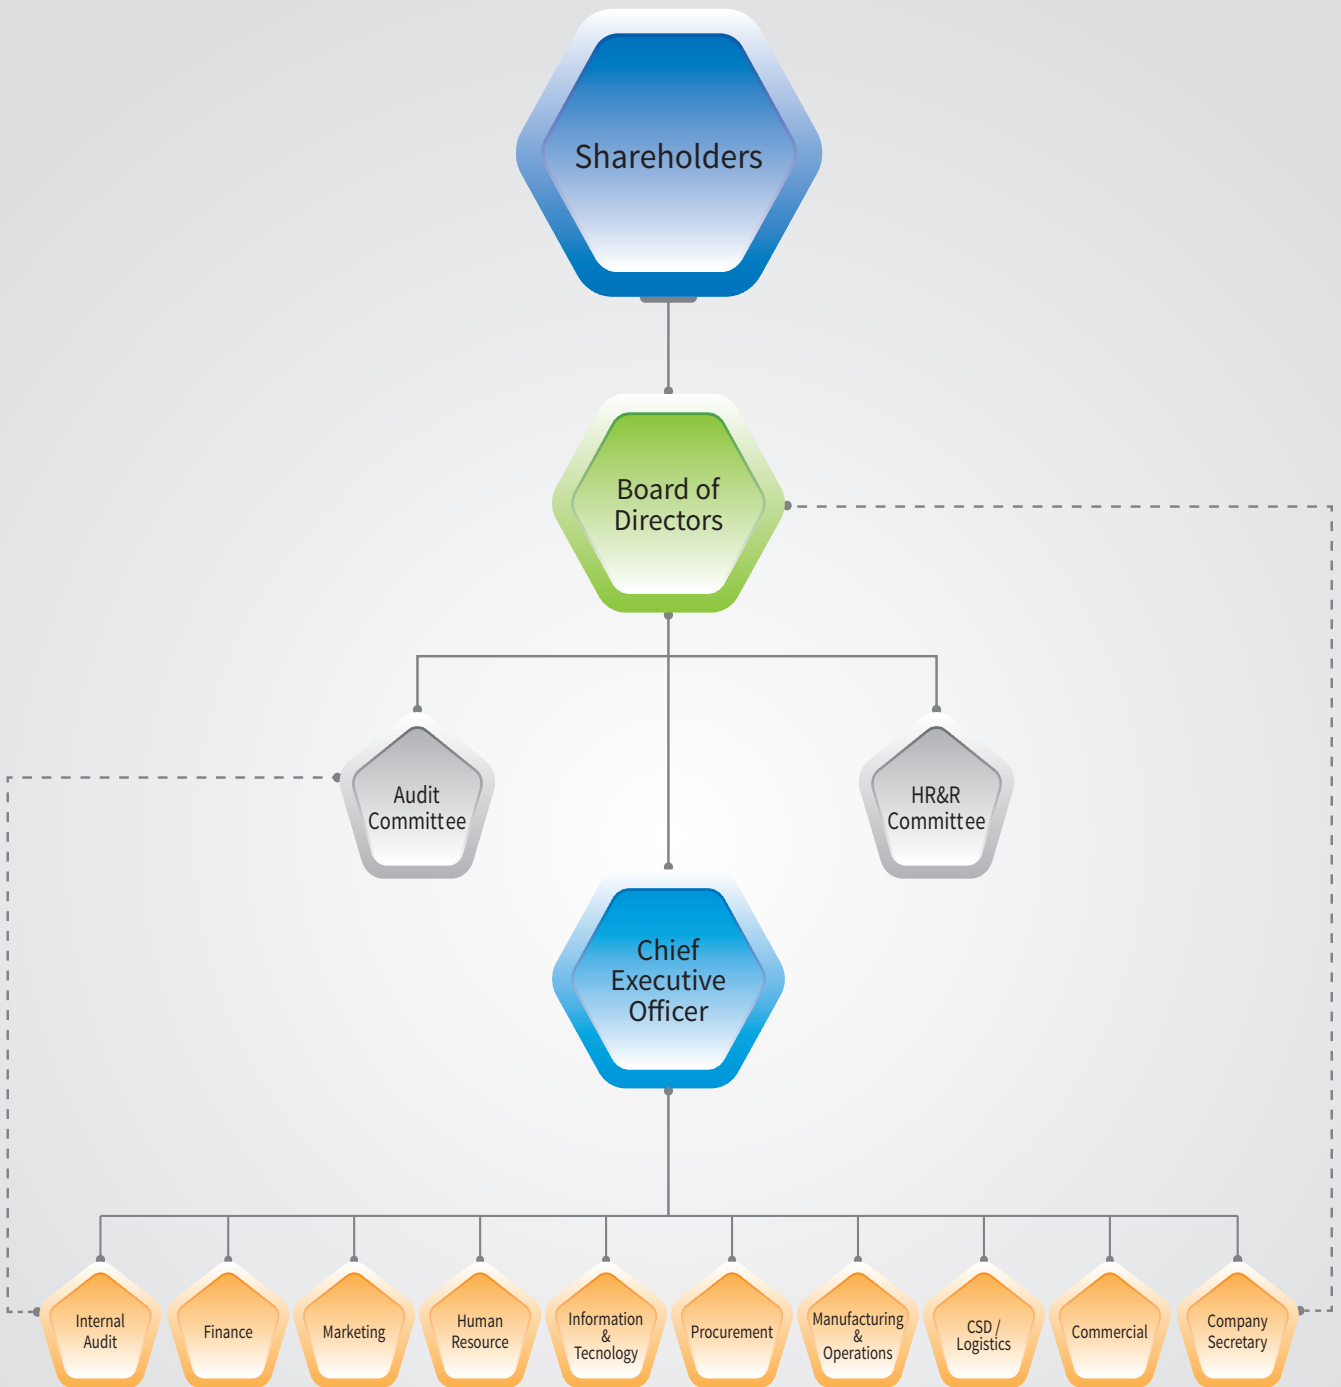 Shareholders
Board of
Directors
Audit
Committee
HR&R
Committee
Chief
Executive
Officer
Internal
Audit
Finance
Marketing
Human
Resource
Information
&
Tecnology
Procurement
Manufacturing
&
Operations
CSD /
Logistics
Commercial
Company
Secretary